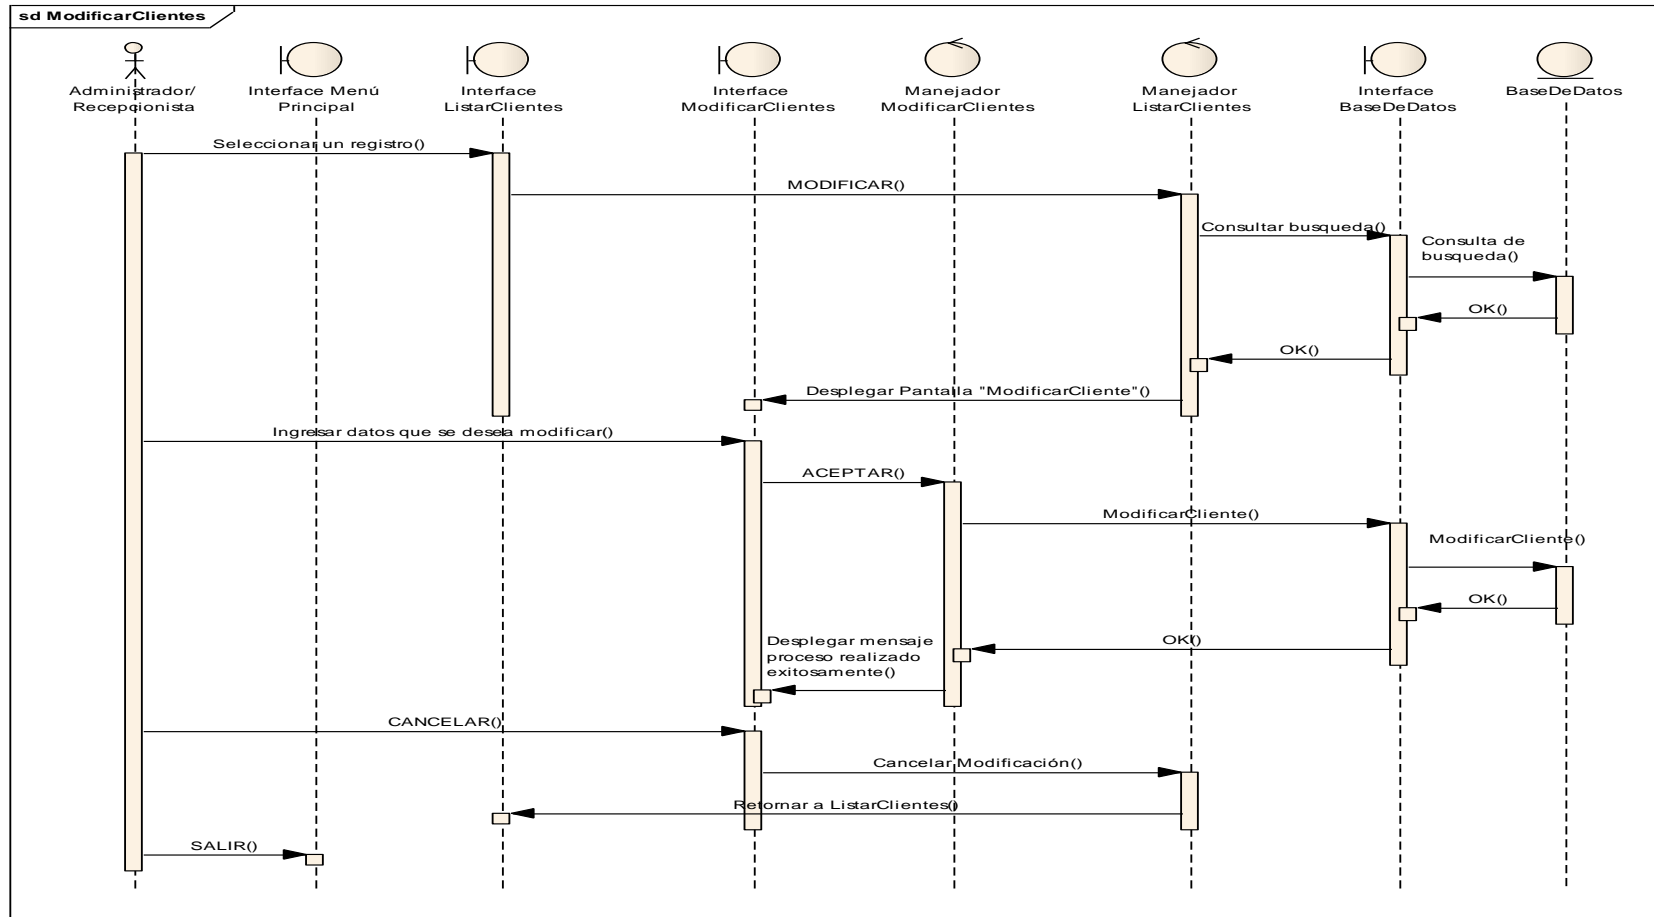 sd ModificarClientes
Administrador/
Recepcionista
Interface Menú
Principal
Interface
ListarClientes
Interface
ModificarClientes
Manejador
ModificarClientes
Manejador
ListarClientes
Interface
BaseDeDatos
BaseDeDatos
Seleccionar un registro()
MODIFICAR()
Consultar busqueda()
Consulta de
busqueda()
OK()
OK()
Desplegar Pantalla "ModificarCliente"()
Ingresar datos que se desea modificar()
ACEPTAR()
ModificarCliente()
ModificarCliente()
OK()
OK()
Desplegar mensaje
proceso realizado
exitosamente()
CANCELAR()
Cancelar Modificación()
Retornar a ListarClientes()
SALIR()